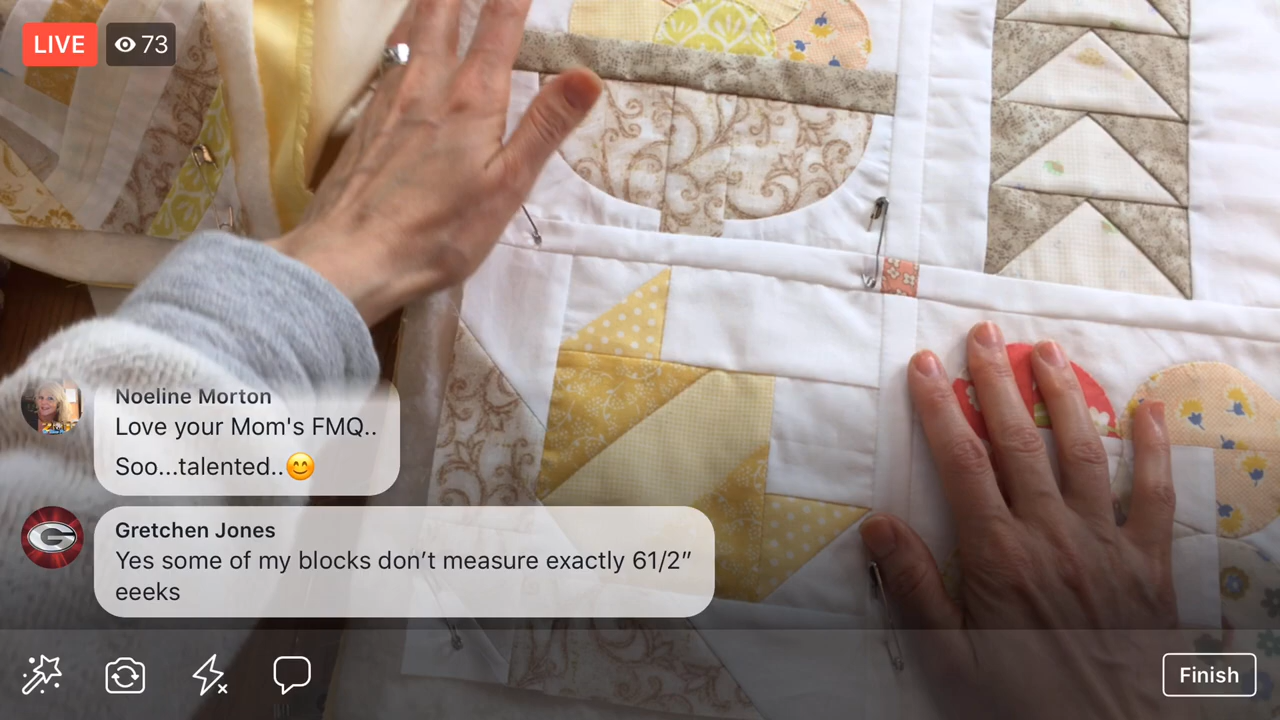 LIVE 73
Noeline Morton
Love your Mom's FMQ..
Soo...talented..😊
Gretchen Jones
Yes some of my blocks don’t measure exactly 61/2”
eeeks
Finish